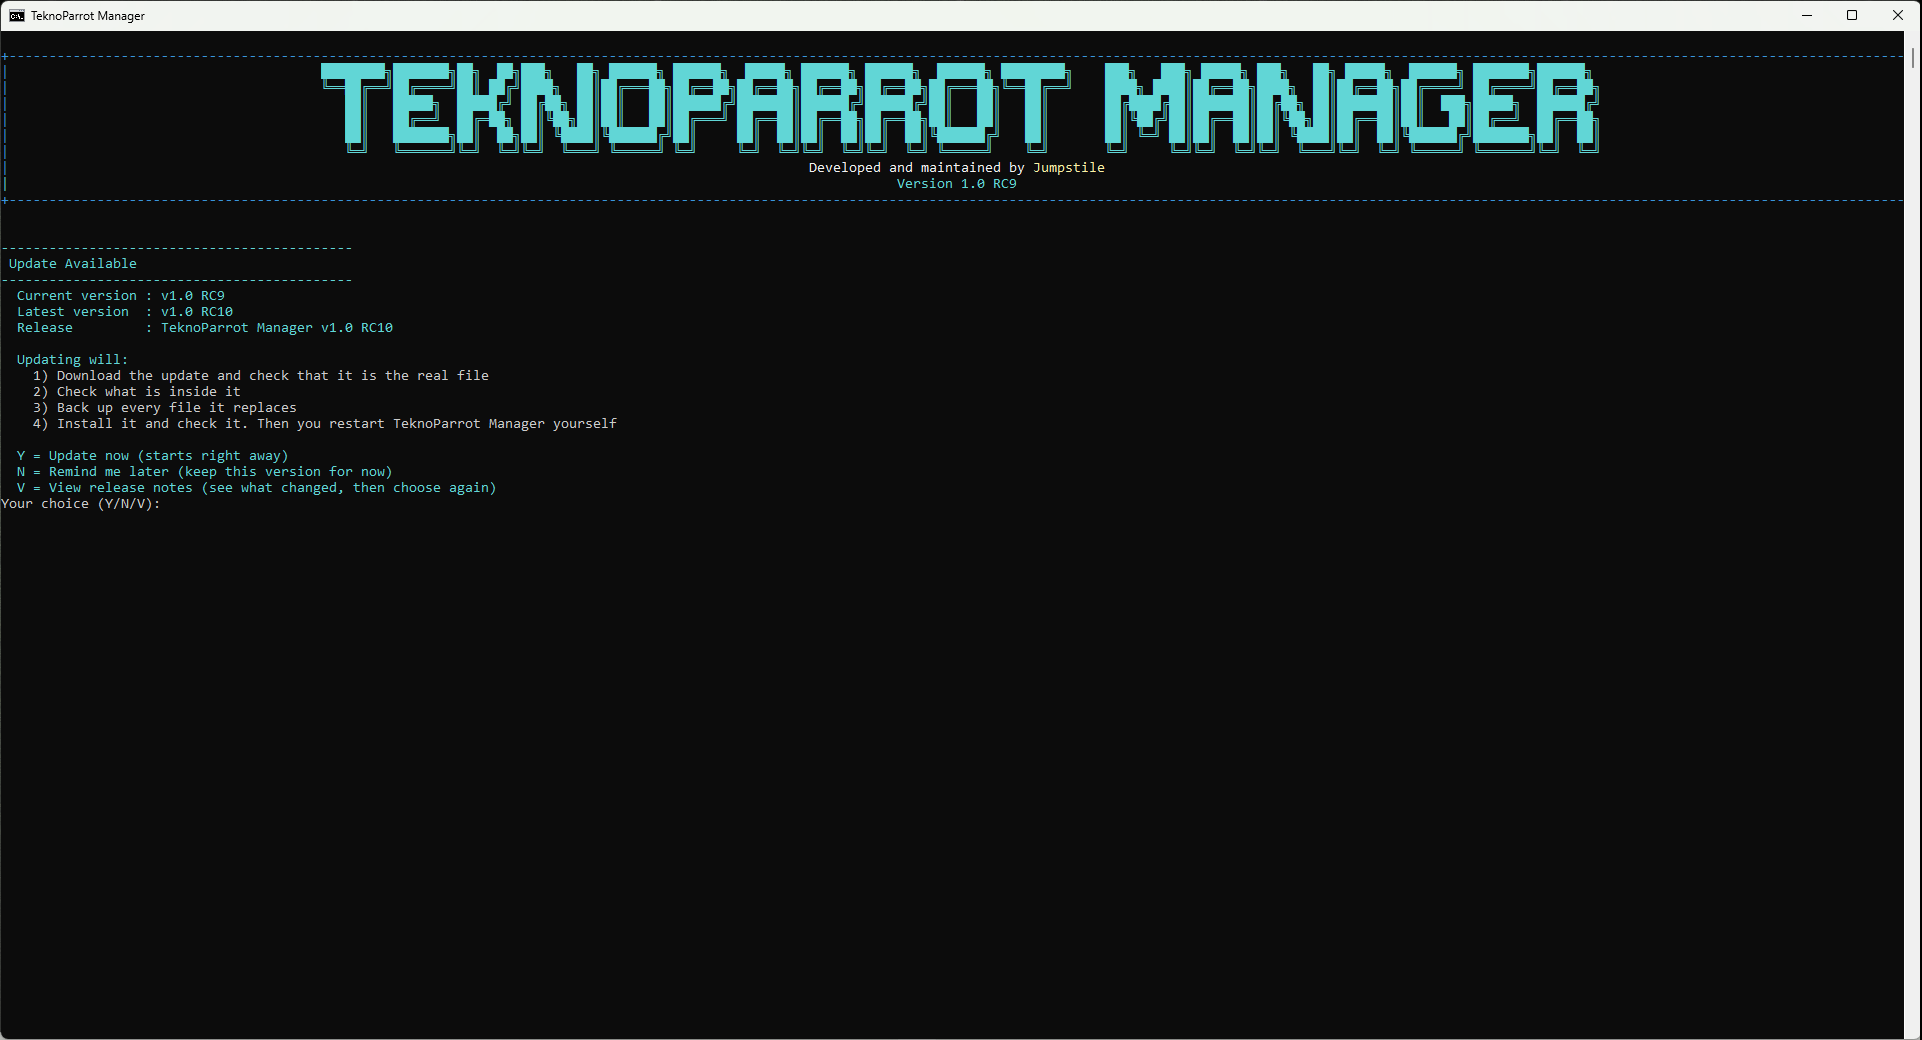 TeknoParrot Manager
TEKNOPARROT MANAGER
Developed and maintained by Jumpstile
Version 1.0 RC9
Update Available
Current version : v1.0 RC9
Latest version  : v1.0 RC10
Release         : TeknoParrot Manager v1.0 RC10
Updating will:
1) Download the update and check that it is the real file
2) Check what is inside it
3) Back up every file it replaces
4) Install it and check it. Then you restart TeknoParrot Manager yourself
Y = Update now (starts right away)
N = Remind me later (keep this version for now)
V = View release notes (see what changed, then choose again)
Your choice (Y/N/V):